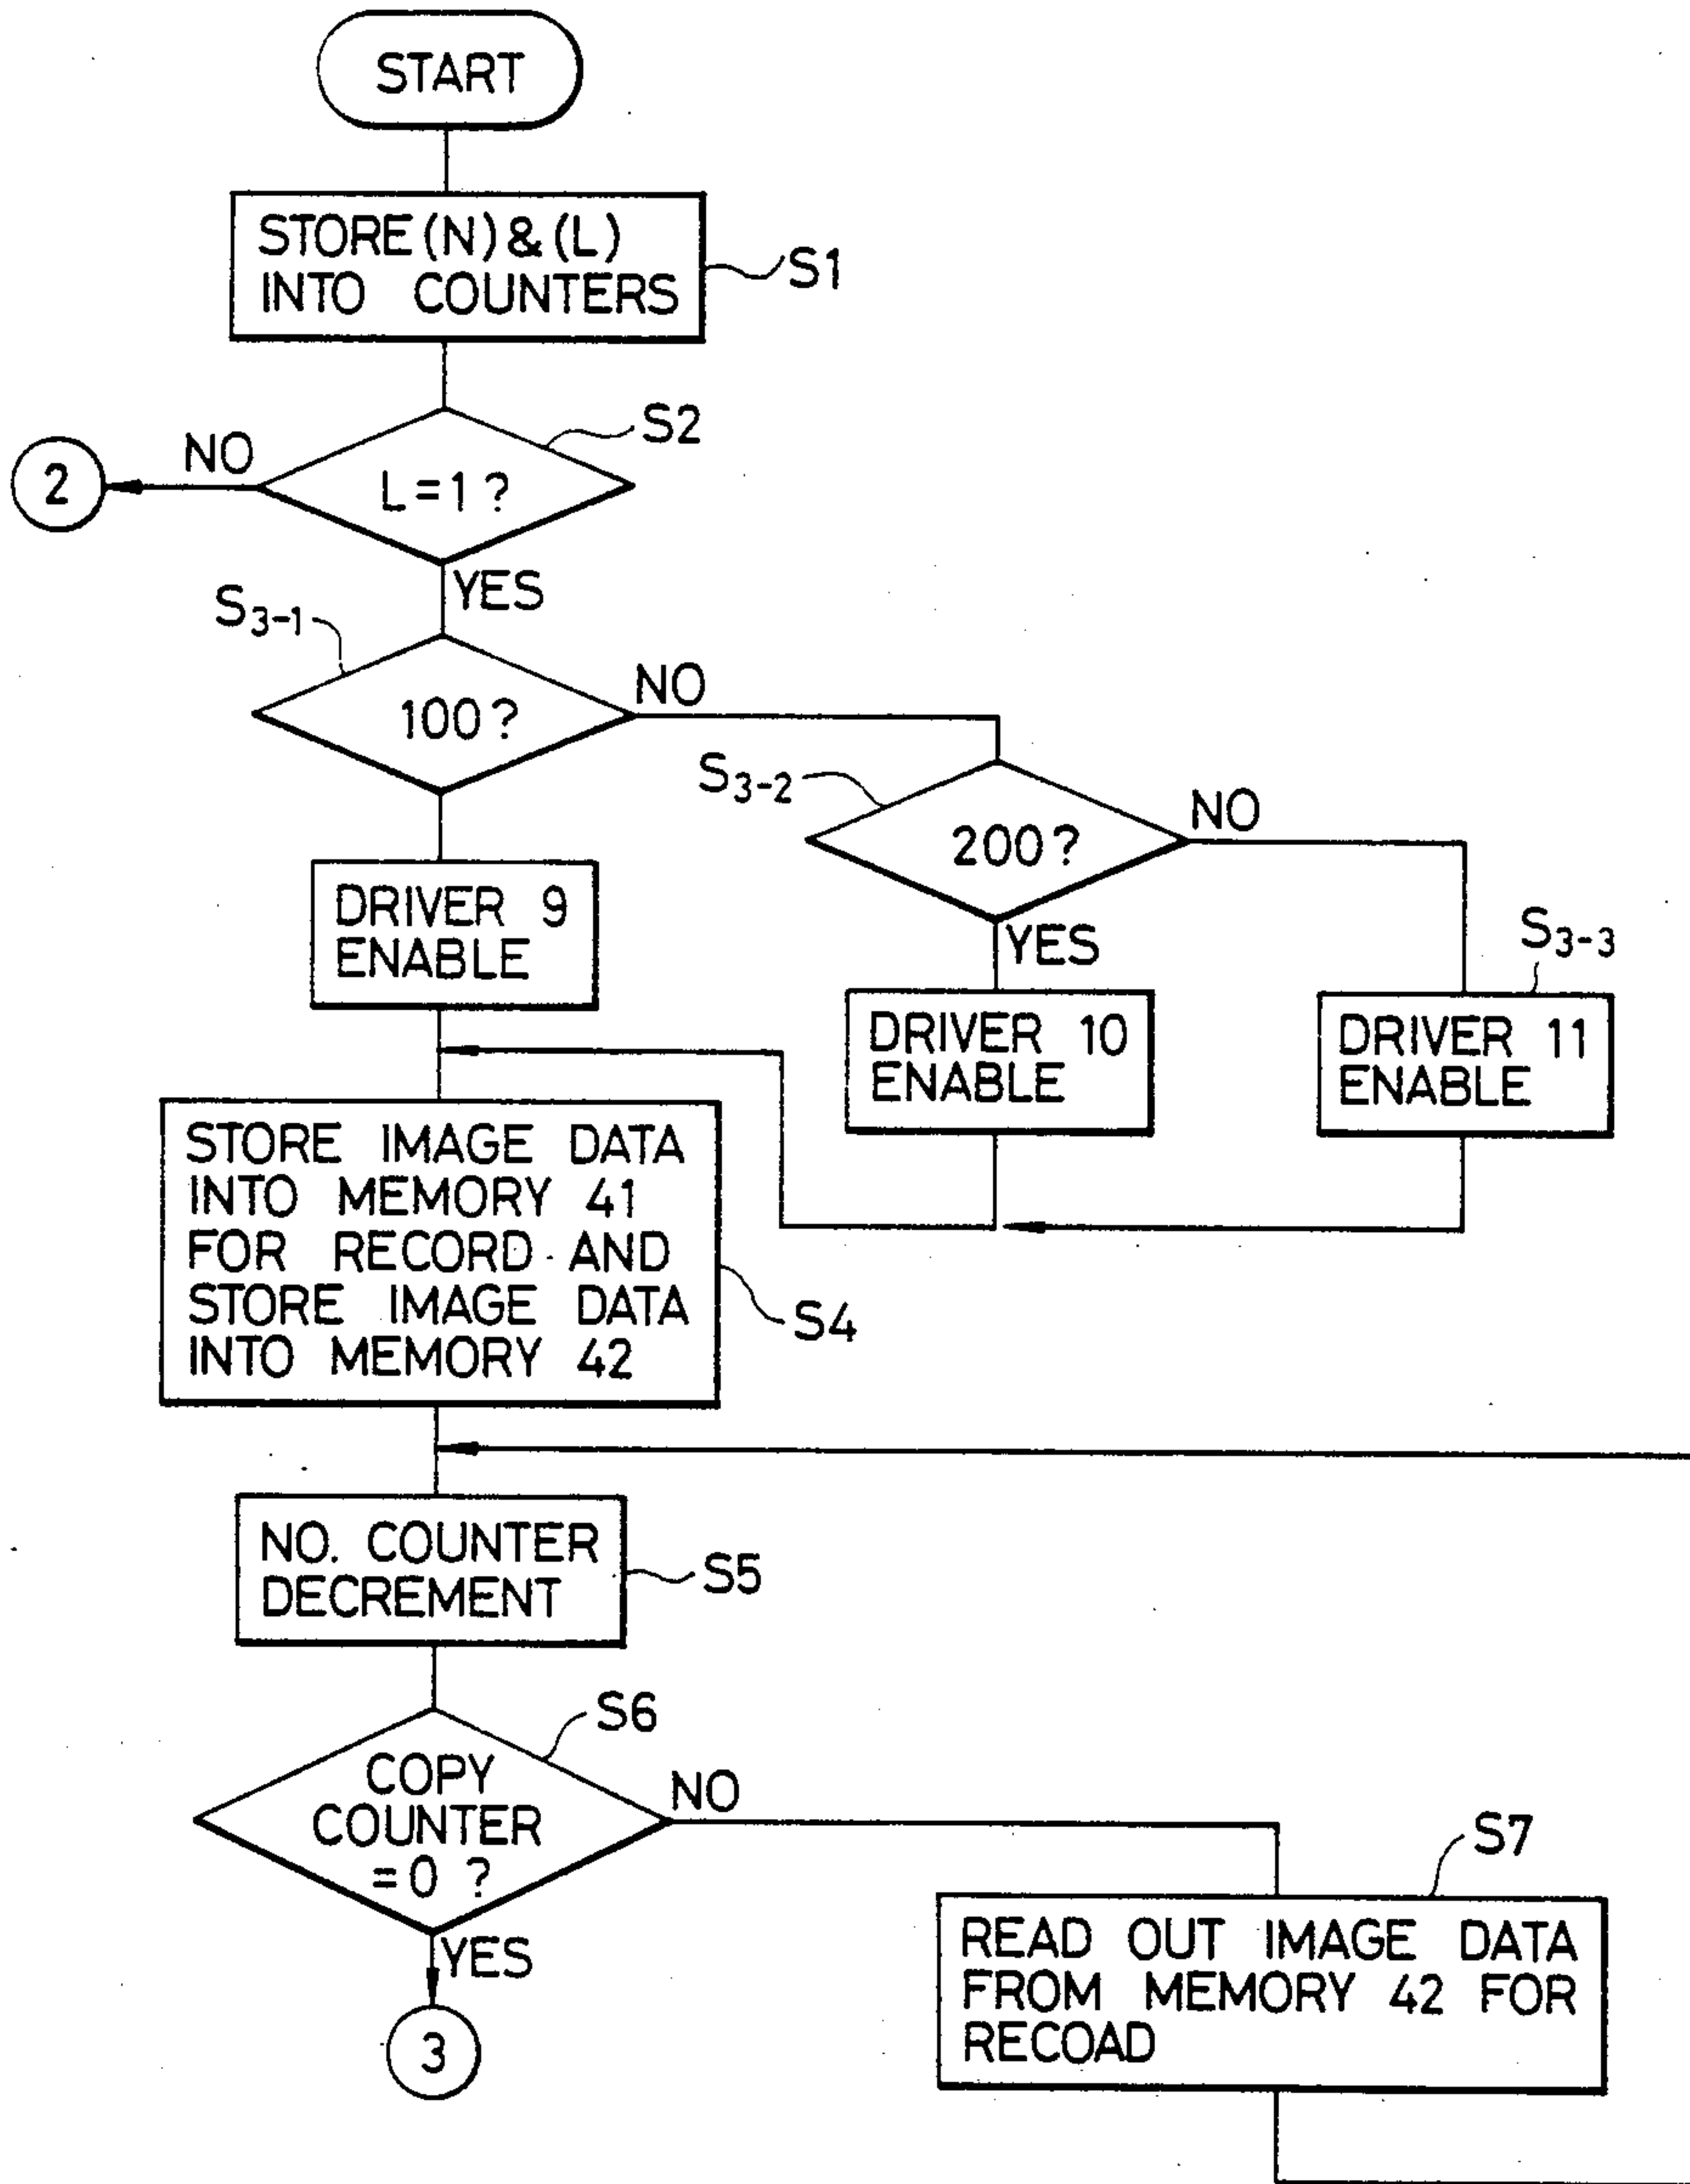 START
STORE (N) & (L)
INTO COUNTERS
S1
S2
NO
2
L=1?
YES
S3-1
100?
NO
S3-2
200?
NO
YES
S3-3
DRIVER 9
ENABLE
DRIVER 10
ENABLE
DRIVER 11
ENABLE
STORE IMAGE DATA
INTO MEMORY 41
FOR RECORD AND
STORE IMAGE DATA
INTO MEMORY 42
S4
NO. COUNTER
DECREMENT
S5
S6
COPY
COUNTER
=0 ?
NO
YES
3
S7
READ OUT IMAGE DATA
FROM MEMORY 42 FOR
RECOAD